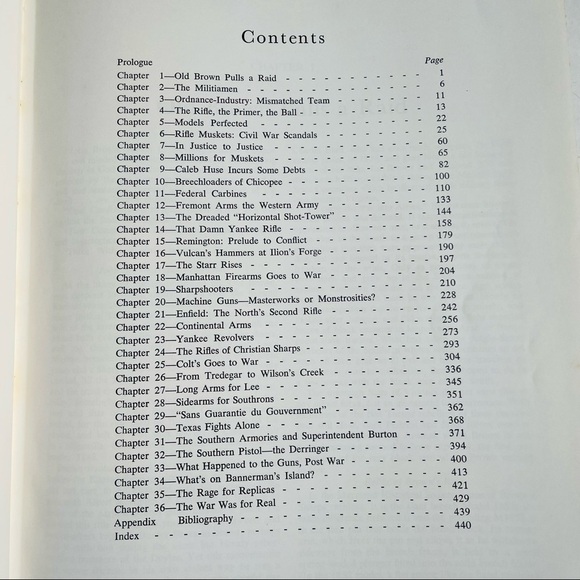 Contents
Prologue Page
Chapter 1—Old Brown Pulls a Raid - - - - - - - - - - - 1
Chapter 2—The Militiamen - - - - - - - - - - - - 6
Chapter 3—Ordnance-Industry: Mismatched Team - - - - - - - 11
Chapter 4—The Rifle, the Primer, the Ball - - - - - - - - - - 13
Chapter 5—Models Perfected - - - - - - - - - - - - 22
Chapter 6—Rifle Muskets: Civil War Scandals - - - - - - - - 25
Chapter 7—In Justice to Justice - - - - - - - - - - - 60
Chapter 8—Millions for Muskets - - - - - - - - - - - 65
Chapter 9—Caleb Huse Incurs Some Debts - - - - - - - - - 82
Chapter 10—Breechloaders of Chicopee - - - - - - - - - - 100
Chapter 11—Federal Carbines - - - - - - - - - - - - 110
Chapter 12—Fremont Arms the Western Army - - - - - - - - 133
Chapter 13—The Dreaded "Horizontal Shot-Tower" - - - - - - - 144
Chapter 14—That Damn Yankee Rifle - - - - - - - - - - 158
Chapter 15—Remington: Prelude to Conflict - - - - - - - - 179
Chapter 16—Vulcan's Hammers at Ilion's Forge - - - - - - - - 190
Chapter 17—The Starr Rises - - - - - - - - - - - - 197
Chapter 18—Manhattan Firearms Goes to War - - - - - - - - 204
Chapter 19—Sharpshooters - - - - - - - - - - - - 210
Chapter 20—Machine Guns—Masterworks or Monstrosities? - - - - 228
Chapter 21—Enfield: The North's Second Rifle - - - - - - - - 242
Chapter 22—Continental Arms - - - - - - - - - - - - 256
Chapter 23—Yankee Revolvers - - - - - - - - - - - - 273
Chapter 24—The Rifles of Christian Sharps - - - - - - - - - 293
Chapter 25—Colt's Goes to War - - - - - - - - - - - 304
Chapter 26—From Tredegar to Wilson's Creek - - - - - - - - 336
Chapter 27—Long Arms for Lee - - - - - - - - - - - 345
Chapter 28—Sidearms for Southrons - - - - - - - - - - - 351
Chapter 29—"Sans Guarantie du Gouvernment" - - - - - - - - 362
Chapter 30—Texas Fights Alone - - - - - - - - - - - 368
Chapter 31—The Southern Armories and Superintendent Burton - - - 371
Chapter 32—The Southern Pistol—the Derringer - - - - - - - - 394
Chapter 33—What Happened to the Guns, Post War - - - - - - - 400
Chapter 34—What's on Bannerman's Island? - - - - - - - - - 413
Chapter 35—The Rage for Replicas - - - - - - - - - - - 421
Chapter 36—The War Was for Real - - - - - - - - - - - 429
Appendix Bibliography - - - - - - - - - - - - - 439
Index - - - - - - - - - - - - - - - - - 440